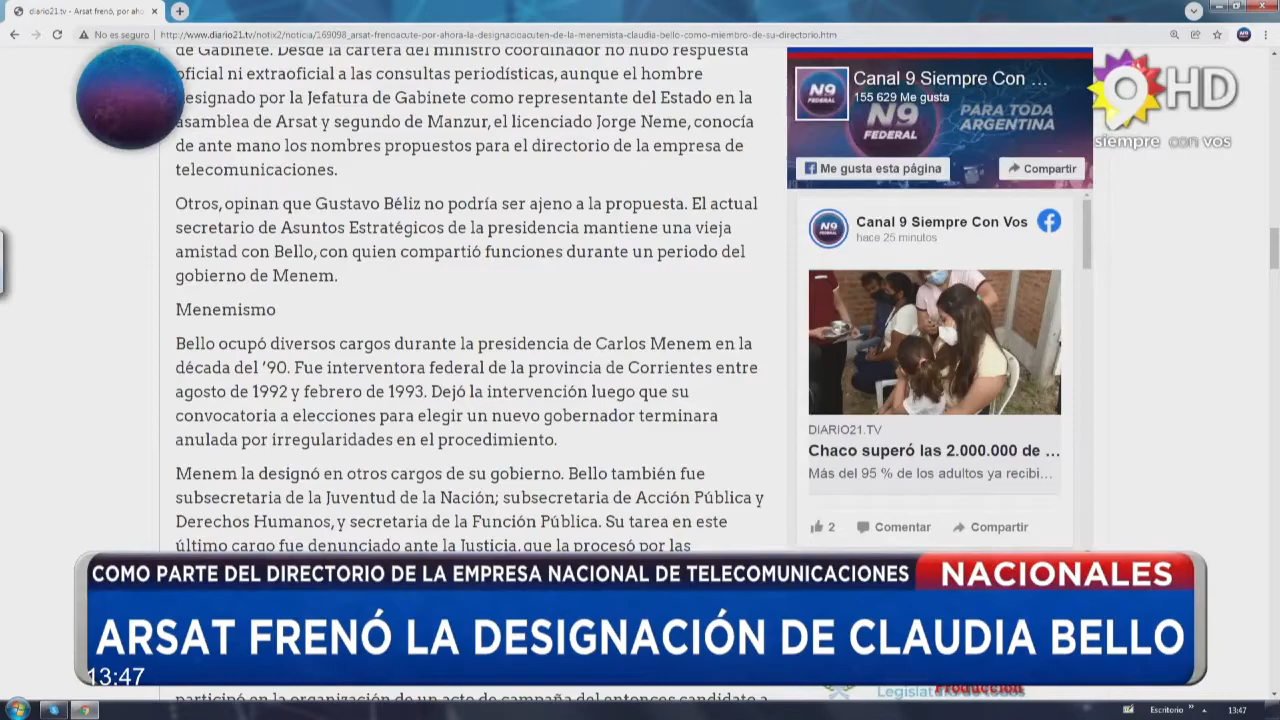 diario21.tv - Arsat frenó, por aho
No es seguro
http://www.diario21.tv/notix2/noticia/169098_arsat-frenoacute-por-ahora-la-designacioacuten-de-la-menemista-claudia-bello-como-miembro-de-su-directorio.htm
de Gabinete. Desde la cartera del ministro coordinador no hubo respuesta
oficial ni extraoficial a las consultas periodísticas, aunque el hombre
designado por la Jefatura de Gabinete como representante del Estado en la
asamblea de Arsat y segundo de Manzur, el licenciado Jorge Neme, conocía
de ante mano los nombres propuestos para el directorio de la empresa de
telecomunicaciones.
Otros, opinan que Gustavo Béliz no podría ser ajeno a la propuesta. El actual
secretario de Asuntos Estratégicos de la presidencia mantiene una vieja
amistad con Bello, con quien compartió funciones durante un periodo del
gobierno de Menem.
Menemismo
Bello ocupó diversos cargos durante la presidencia de Carlos Menem en la
década del ’90. Fue interventora federal de la provincia de Corrientes entre
agosto de 1992 y febrero de 1993. Dejó la intervención luego que su
convocatoria a elecciones para elegir un nuevo gobernador terminara
anulada por irregularidades en el procedimiento.
Menem la designó en otros cargos de su gobierno. Bello también fue
subsecretaria de la Juventud de la Nación; subsecretaria de Acción Pública y
Derechos Humanos, y secretaria de la Función Pública. Su tarea en este
último cargo fue denunciado ante la Justicia, que la procesó por las
participó en la organización de un acto de campaña del entonces candidato a
N9
FEDERAL
Canal 9 Siempre Con ...
155 629 Me gusta
N9
FEDERAL
PARA TODA
ARGENTINA
Me gusta esta página
Compartir
HD
siempre con vos
N9
Canal 9 Siempre Con Vos
hace 25 minutos
DIARIO21.TV
Chaco superó las 2.000.000 de ...
Más del 95 % de los adultos ya recibi...
2
Comentar
Compartir
COMO PARTE DEL DIRECTORIO DE LA EMPRESA NACIONAL DE TELECOMUNICACIONES
NACIONALES
ARSAT FRENÓ LA DESIGNACIÓN DE CLAUDIA BELLO
13:47
Escritorio
13:47